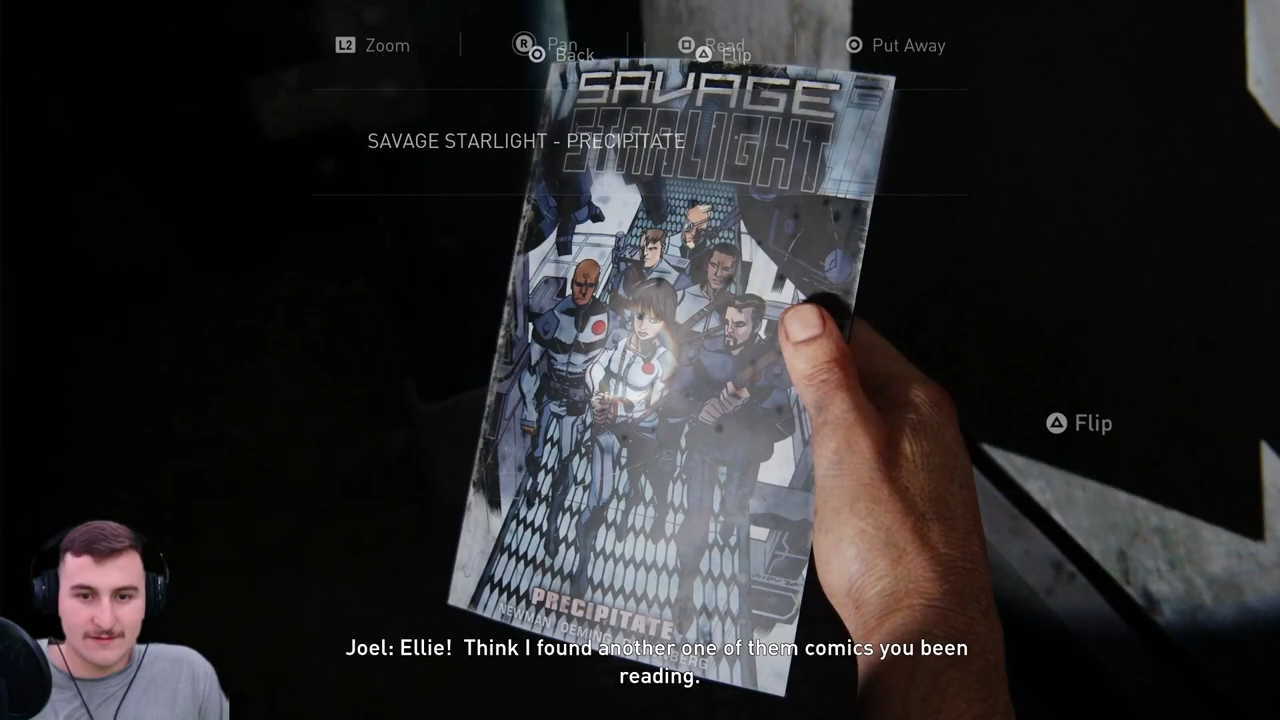 L2 Zoom
R Pan
Read
Put Away
Back
Flip
SAVAGE
STARLIGHT
SAVAGE STARLIGHT - PRECIPITATE
Flip
PRECIPITATE
NEWMAN OEMING
Joel: Ellie! Think I found another one of them comics you been
reading.